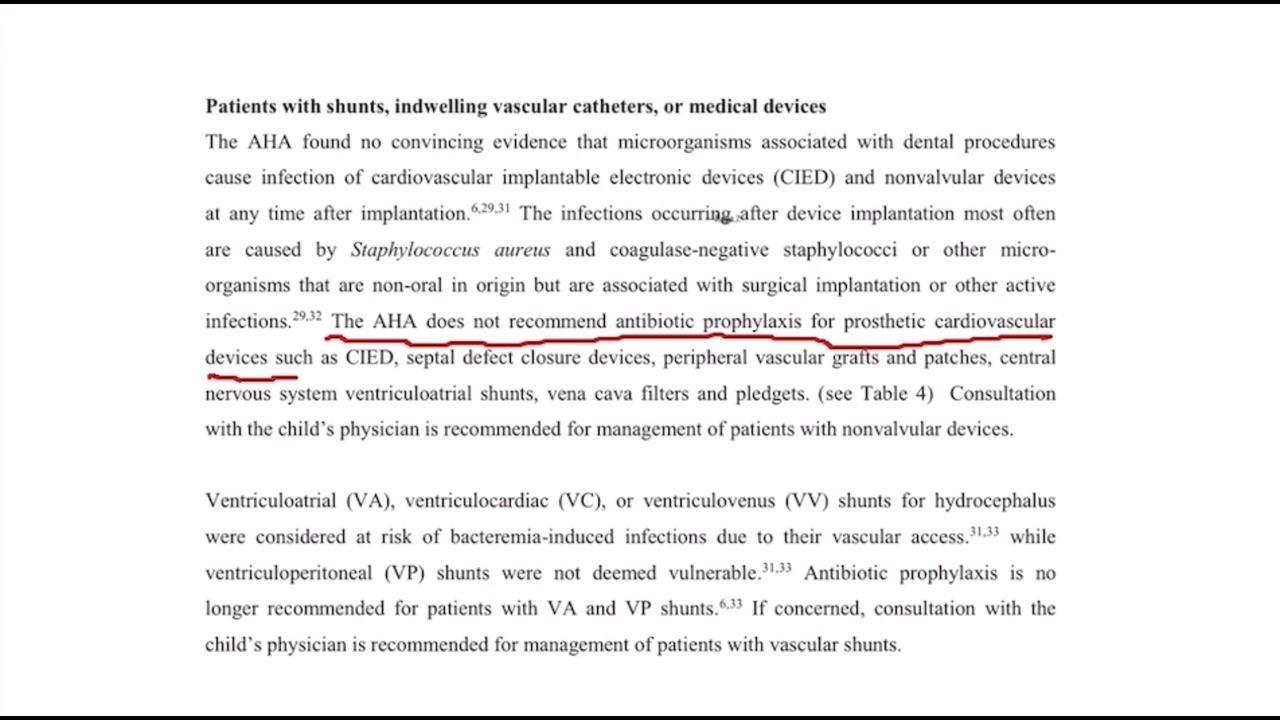 Patients with shunts, indwelling vascular catheters, or medical devices
The AHA found no convincing evidence that microorganisms associated with dental procedures
cause infection of cardiovascular implantable electronic devices (CIED) and nonvalvular devices
at any time after implantation.6,29,31 The infections occurring after device implantation most often
are caused by Staphylococcus aureus and coagulase-negative staphylococci or other micro-
organisms that are non-oral in origin but are associated with surgical implantation or other active
infections.29,32 The AHA does not recommend antibiotic prophylaxis for prosthetic cardiovascular
devices such as CIED, septal defect closure devices, peripheral vascular grafts and patches, central
nervous system ventriculoatrial shunts, vena cava filters and pledgets. (see Table 4) Consultation
with the child’s physician is recommended for management of patients with nonvalvular devices.
Ventriculoatrial (VA), ventriculocardiac (VC), or ventriculovenus (VV) shunts for hydrocephalus
were considered at risk of bacteremia-induced infections due to their vascular access.31,33 while
ventriculoperitoneal (VP) shunts were not deemed vulnerable.31,33 Antibiotic prophylaxis is no
longer recommended for patients with VA and VP shunts.6,33 If concerned, consultation with the
child’s physician is recommended for management of patients with vascular shunts.